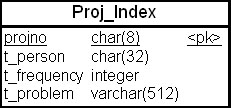 Proj_Index
projno char(8) <pk>
t_person char(32)
t_frequency integer
t_problem varchar(512)